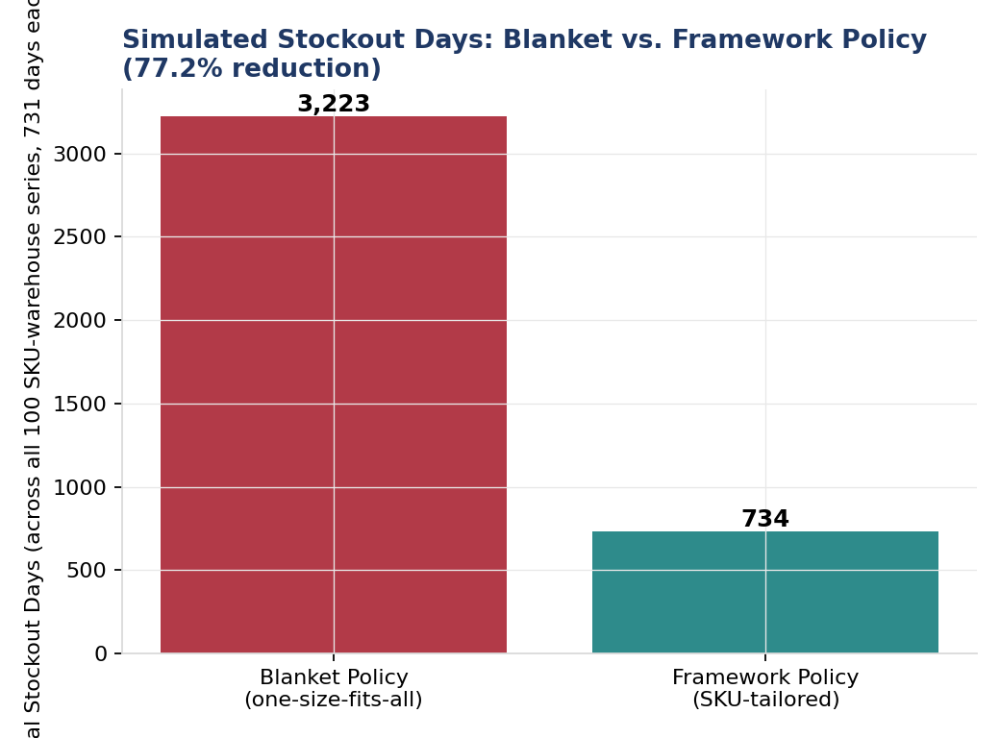 Simulated Stockout Days: Blanket vs. Framework Policy
(77.2% reduction)
al Stockout Days (across all 100 SKU-warehouse series, 731 days eac
3000
2500
2000
1500
1000
500
0
3,223
734
Blanket Policy
(one-size-fits-all)
Framework Policy
(SKU-tailored)